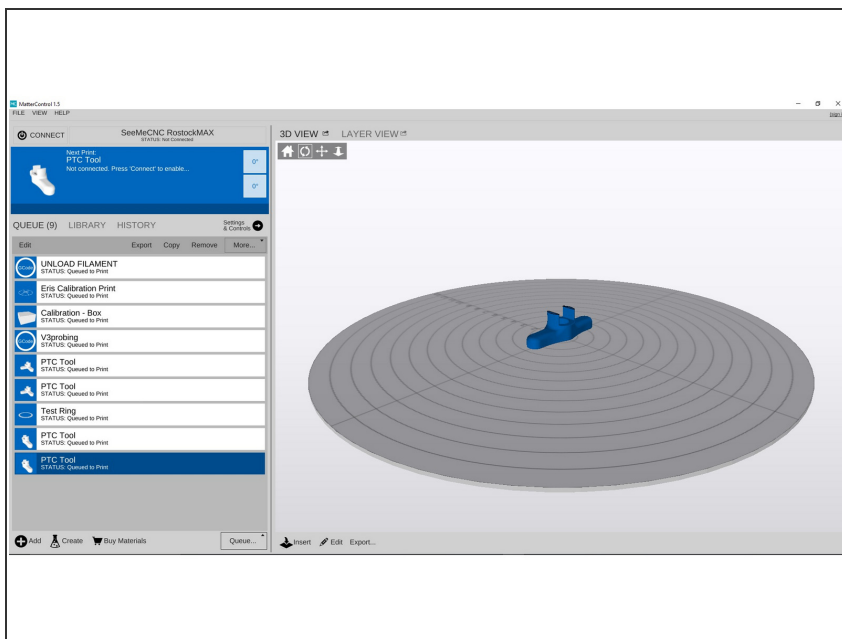 MatterControl 1.5
FILE VIEW HELP
CONNECT
SeeMeCNC RostockMAX
STATUS: Not Connected
Next Print:
PTC Tool
Not connected. Press 'Connect' to enable...
0°
0°
QUEUE (9) LIBRARY HISTORY
Settings
& Controls
Edit Export Copy Remove More...
GCode
UNLOAD FILAMENT
STATUS: Queued to Print
Eris Calibration Print
STATUS: Queued to Print
Calibration - Box
STATUS: Queued to Print
GCode
V3probing
STATUS: Queued to Print
PTC Tool
STATUS: Queued to Print
PTC Tool
STATUS: Queued to Print
Test Ring
STATUS: Queued to Print
PTC Tool
STATUS: Queued to Print
PTC Tool
STATUS: Queued to Print
Add Create Buy Materials Queue...
3D VIEW LAYER VIEW
Insert Edit Export...